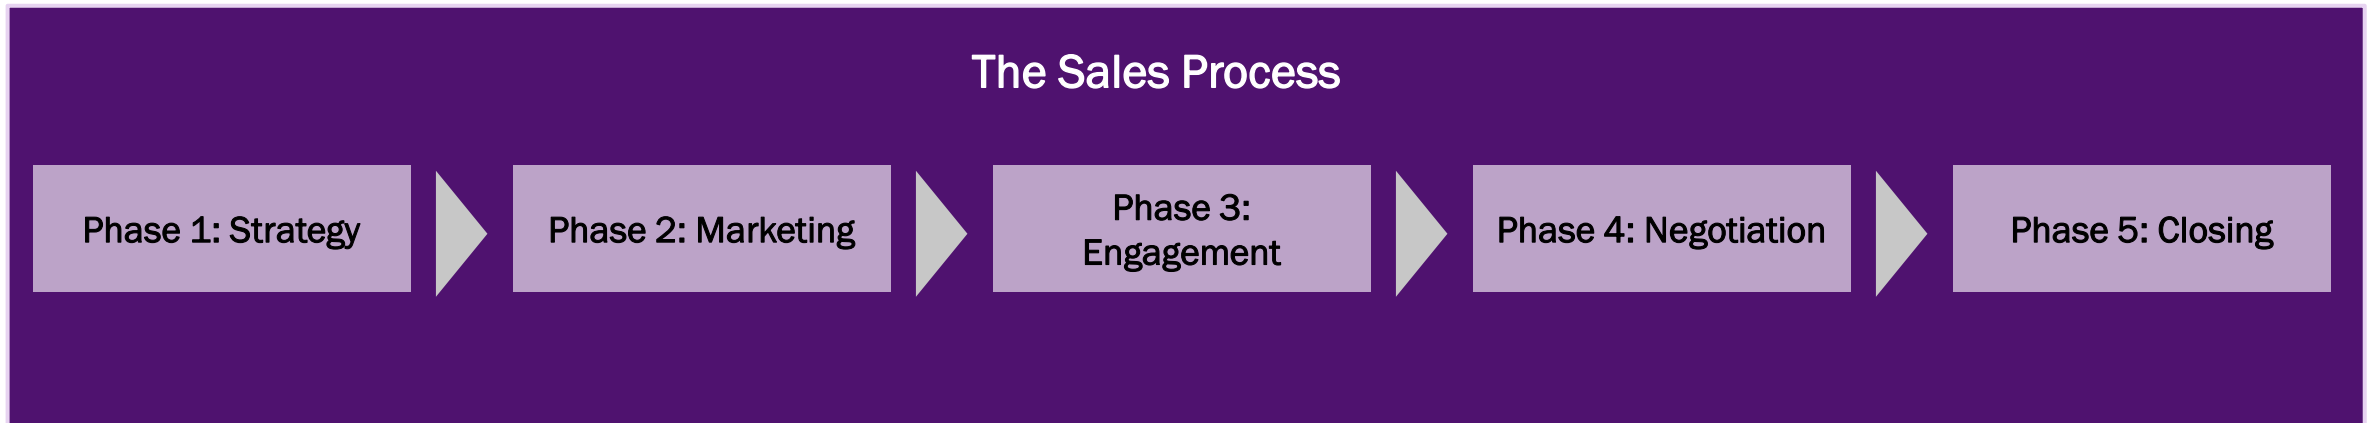 The Sales Process
Phase 1: Strategy
Phase 2: Marketing
Phase 3:
Engagement
Phase 4: Negotiation
Phase 5: Closing